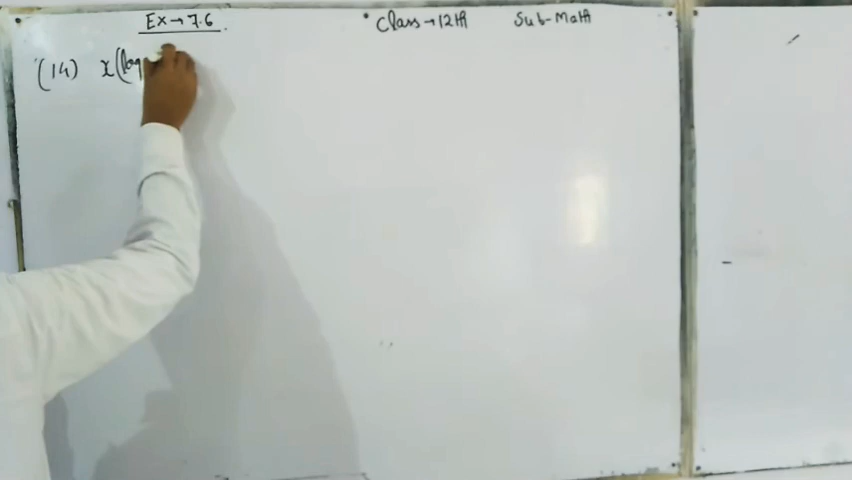 Ex→7.6
Class→12th Sub-Math
(14) x(log